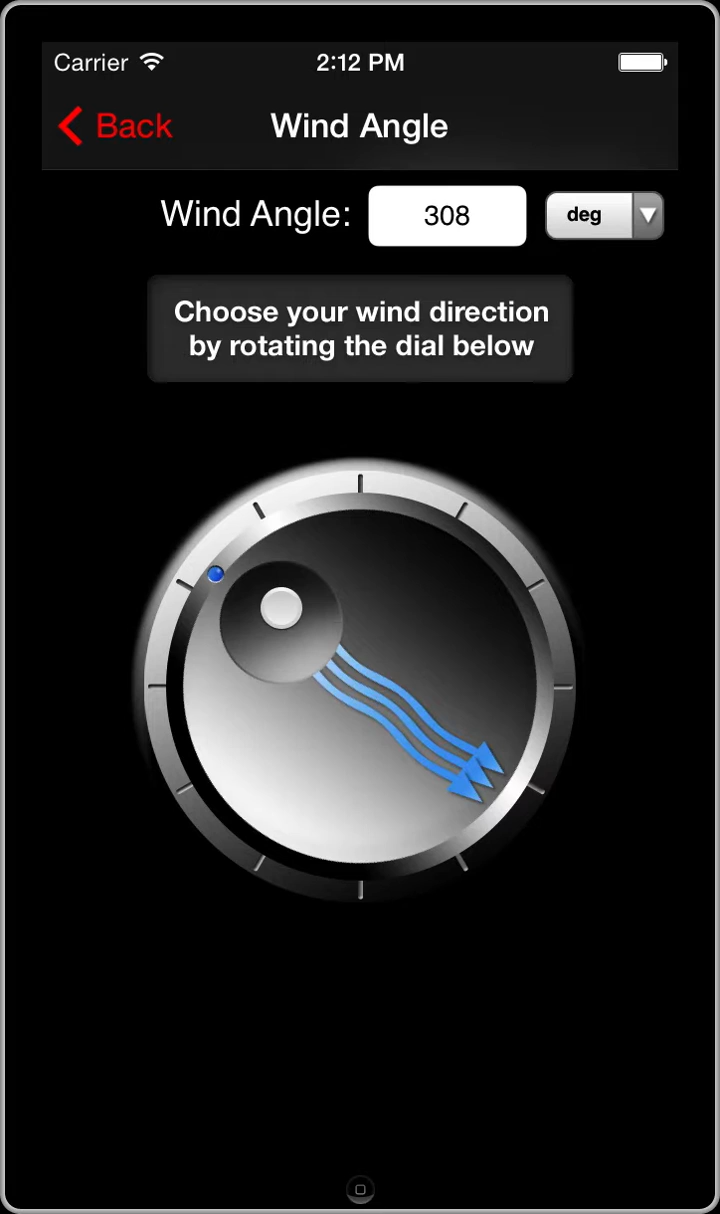 Carrier 2:12 PM
Back Wind Angle
Wind Angle: 308 deg
Choose your wind direction
by rotating the dial below